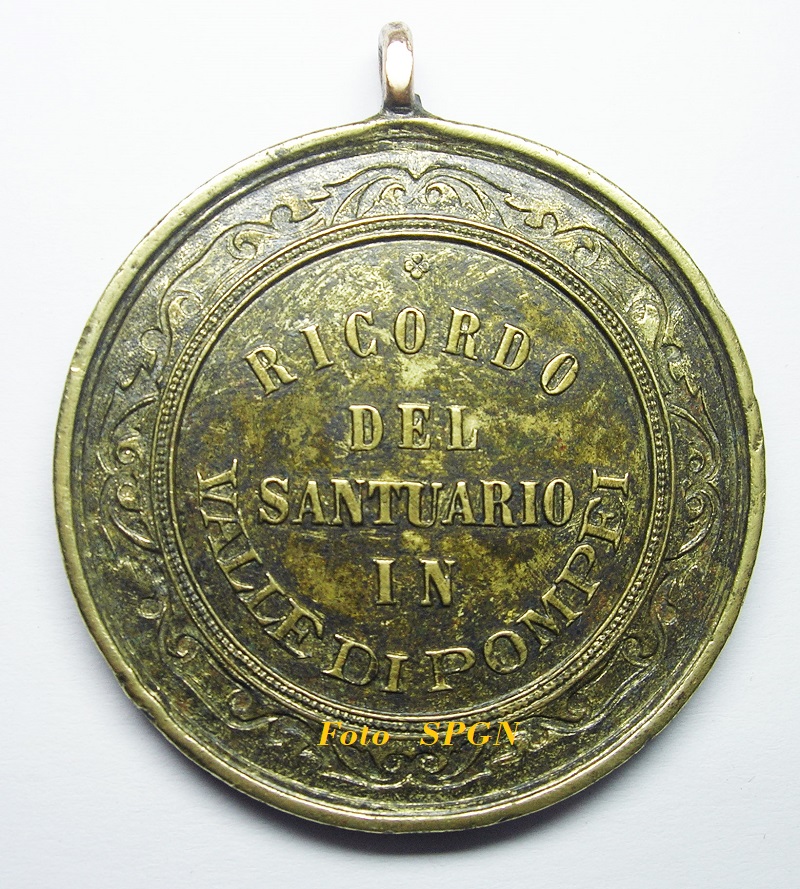 RICORDO
DEL
SANTUARIO
IN
VALLE DI POMPEI
Foto SPGN